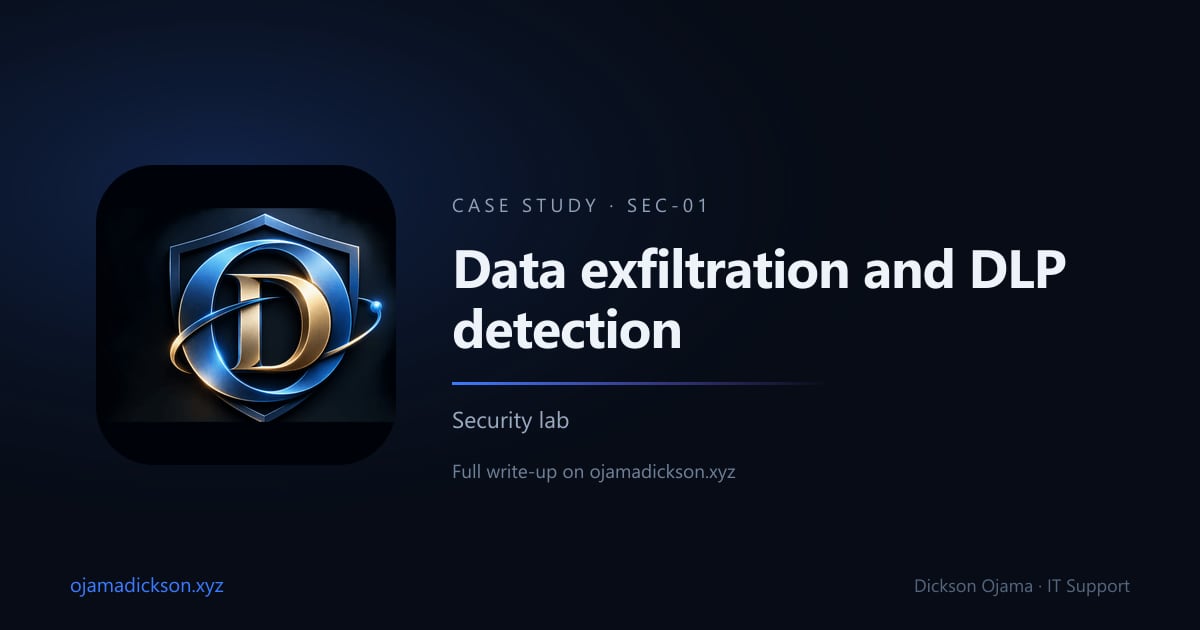 CASE STUDY · SEC-01
Data exfiltration and DLP
detection
Security lab
Full write-up on ojamadickson.xyz
ojamadickson.xyz
Dickson Ojama · IT Support
OD